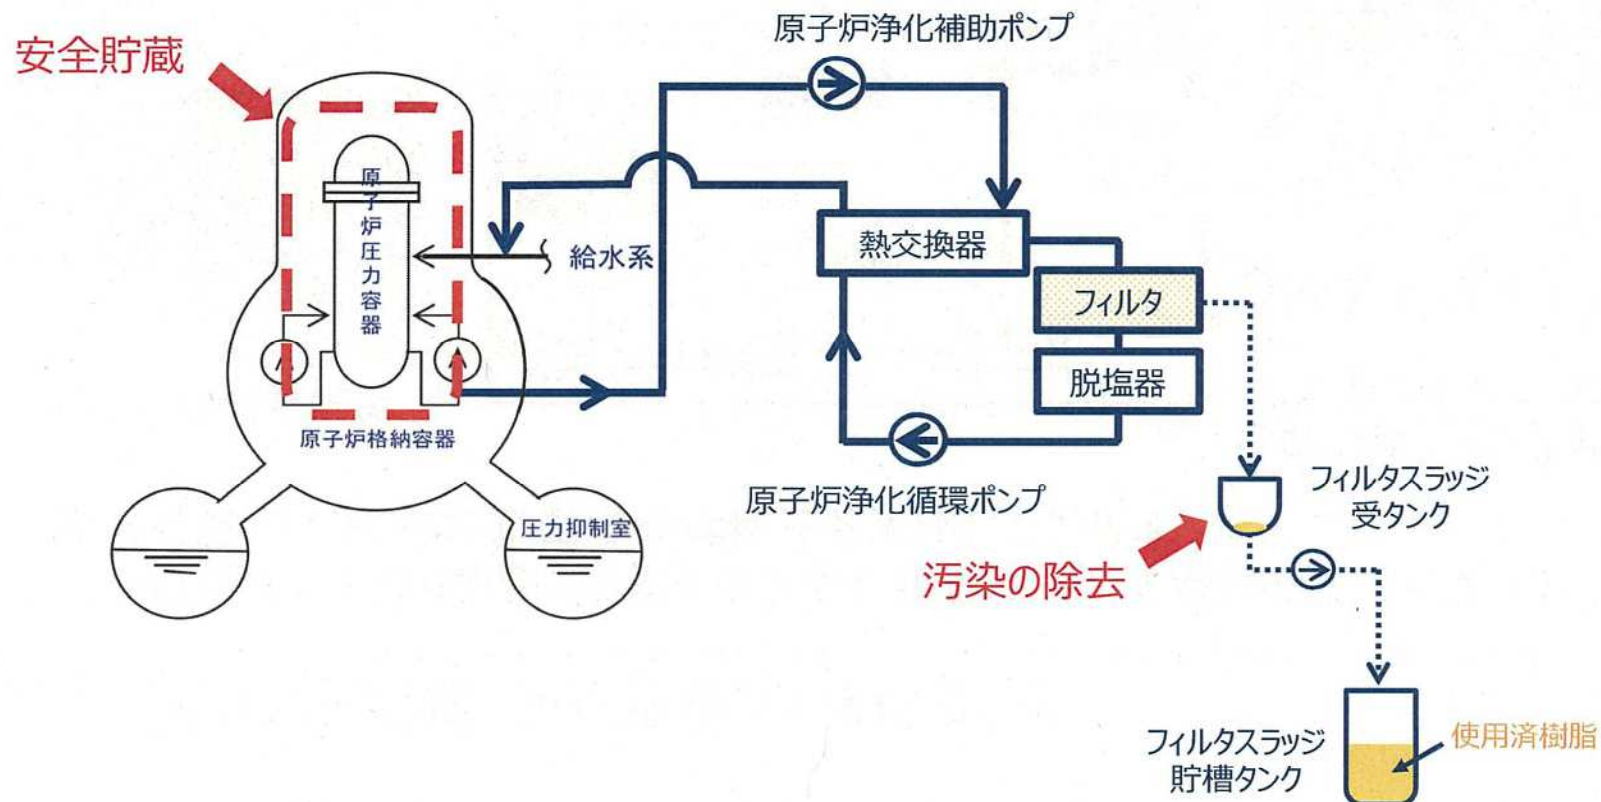 原子炉浄化補助ポンプ
安全貯蔵
原子炉圧力容器
給水系
熱交換器
フィルタ
脱塩器
原子炉格納容器
原子炉浄化循環ポンプ
圧力抑制室
フィルタスラッジ
受タンク
汚染の除去
フィルタスラッジ
貯槽タンク
使用済樹脂